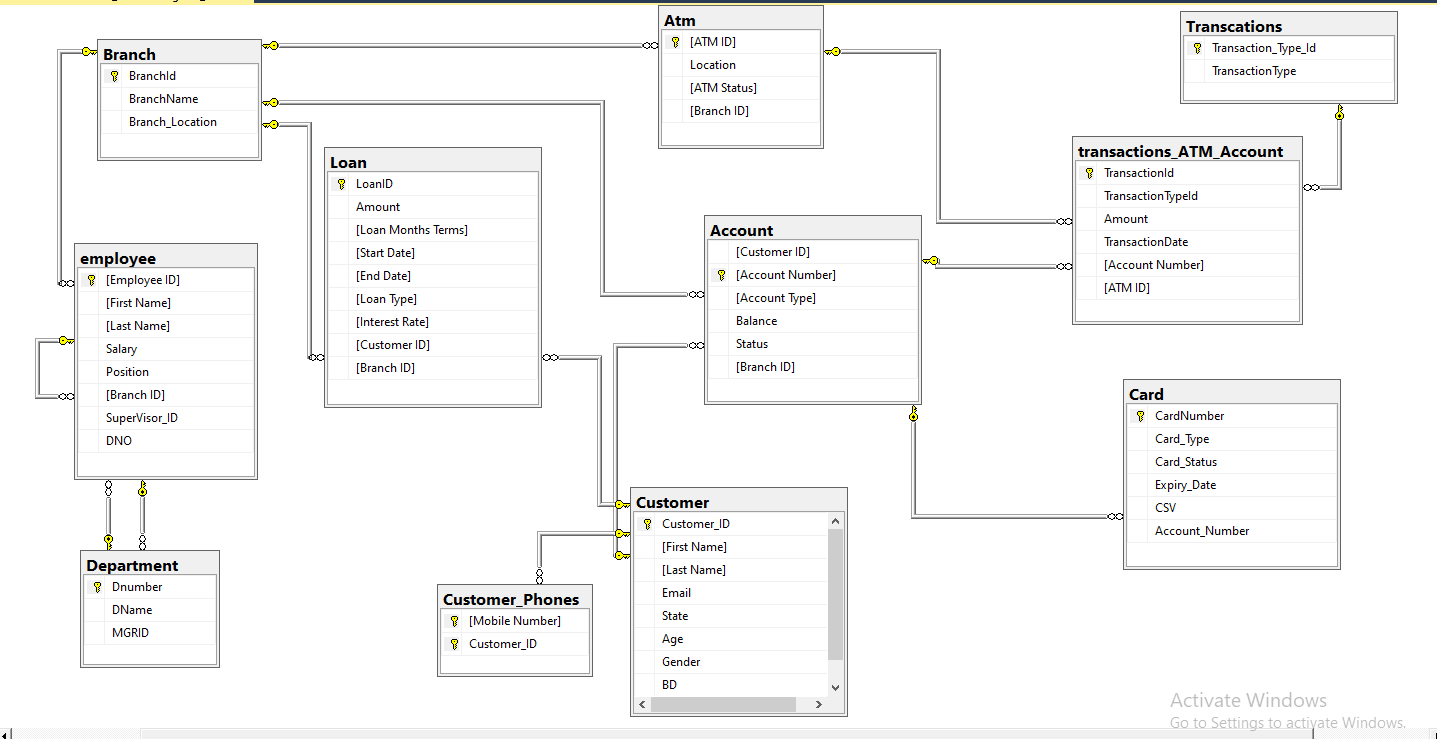 Branch
BranchId
BranchName
Branch_Location
Atm
[ATM ID]
Location
[ATM Status]
[Branch ID]
Transcations
Transaction_Type_Id
TransactionType
Loan
LoanID
Amount
[Loan Months Terms]
[Start Date]
[End Date]
[Loan Type]
[Interest Rate]
[Customer ID]
[Branch ID]
transactions_ATM_Account
TransactionId
TransactionTypeId
Amount
TransactionDate
[Account Number]
[ATM ID]
Account
[Customer ID]
[Account Number]
[Account Type]
Balance
Status
[Branch ID]
employee
[Employee ID]
[First Name]
[Last Name]
Salary
Position
[Branch ID]
SuperVisor_ID
DNO
Card
CardNumber
Card_Type
Card_Status
Expiry_Date
CSV
Account_Number
Customer
Customer_ID
[First Name]
[Last Name]
Email
State
Age
Gender
BD
Department
Dnumber
DName
MGRID
Customer_Phones
[Mobile Number]
Customer_ID
Activate Windows
Go to Settings to activate Windows.